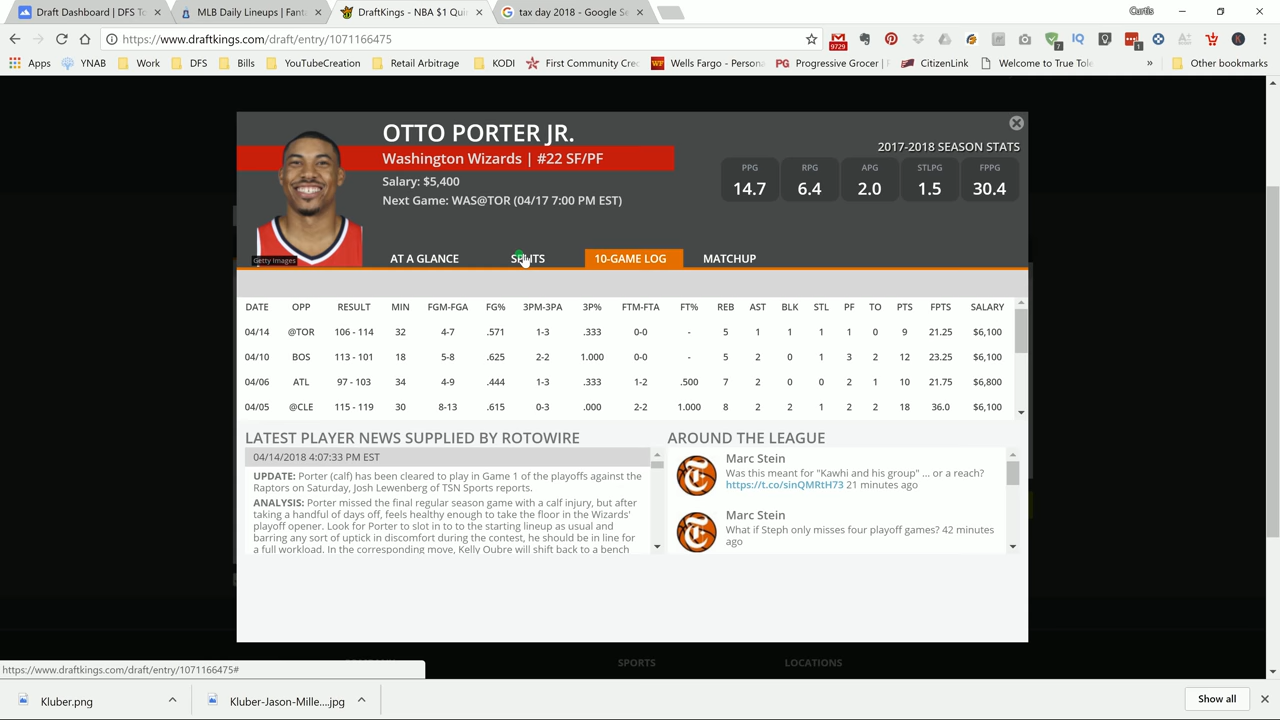 Draft Dashboard | DFS To
MLB Daily Lineups | Fant
DraftKings - NBA $1 Qui
tax day 2018 - Google Se
Curtis
https://www.draftkings.com/draft/entry/1071166475
9729
7
1
K
Apps
YNAB
Work
DFS
Bills
YouTubeCreation
Retail Arbitrage
KODI
First Community Cre
Wells Fargo - Persona
Progressive Grocer |
CitizenLink
Welcome to True Tole
»
Other bookmarks
OTTO PORTER JR.
Washington Wizards | #22 SF/PF
Salary: $5,400
Next Game: WAS@TOR (04/17 7:00 PM EST)
Getty Images
2017-2018 SEASON STATS
PPG RPG APG STLPG FPPG
14.7 6.4 2.0 1.5 30.4
AT A GLANCE SPLITS 10-GAME LOG MATCHUP
DATE OPP RESULT MIN FGM-FGA FG% 3PM-3PA 3P% FTM-FTA FT% REB AST BLK STL PF TO PTS FPTS SALARY
04/14 @TOR 106 - 114 32 4-7 .571 1-3 .333 0-0 - 5 1 1 1 1 0 9 21.25 $6,100
04/10 BOS 113 - 101 18 5-8 .625 2-2 1.000 0-0 - 5 2 0 1 3 2 12 23.25 $6,100
04/06 ATL 97 - 103 34 4-9 .444 1-3 .333 1-2 .500 7 2 0 0 2 1 10 21.75 $6,800
04/05 @CLE 115 - 119 30 8-13 .615 0-3 .000 2-2 1.000 8 2 2 1 2 2 18 36.0 $6,100
LATEST PLAYER NEWS SUPPLIED BY ROTOWIRE
04/14/2018 4:07:33 PM EST
UPDATE: Porter (calf) has been cleared to play in Game 1 of the playoffs against the
Raptors on Saturday, Josh Lewenberg of TSN Sports reports.
ANALYSIS: Porter missed the final regular season game with a calf injury, but after
taking a handful of days off, feels healthy enough to take the floor in the Wizards'
playoff opener. Look for Porter to slot in to to the starting lineup as usual and
barring any sort of uptick in discomfort during the contest, he should be in line for
a full workload. In the corresponding move, Kelly Oubre will shift back to a bench
AROUND THE LEAGUE
Marc Stein
Was this meant for "Kawhi and his group" ... or a reach?
https://t.co/sinQMRtH73 21 minutes ago
Marc Stein
What if Steph only misses four playoff games? 42 minutes
ago
SPORTS
LOCATIONS
https://www.draftkings.com/draft/entry/1071166475#
Kluber.png
Kluber-Jason-Mille....jpg
Show all